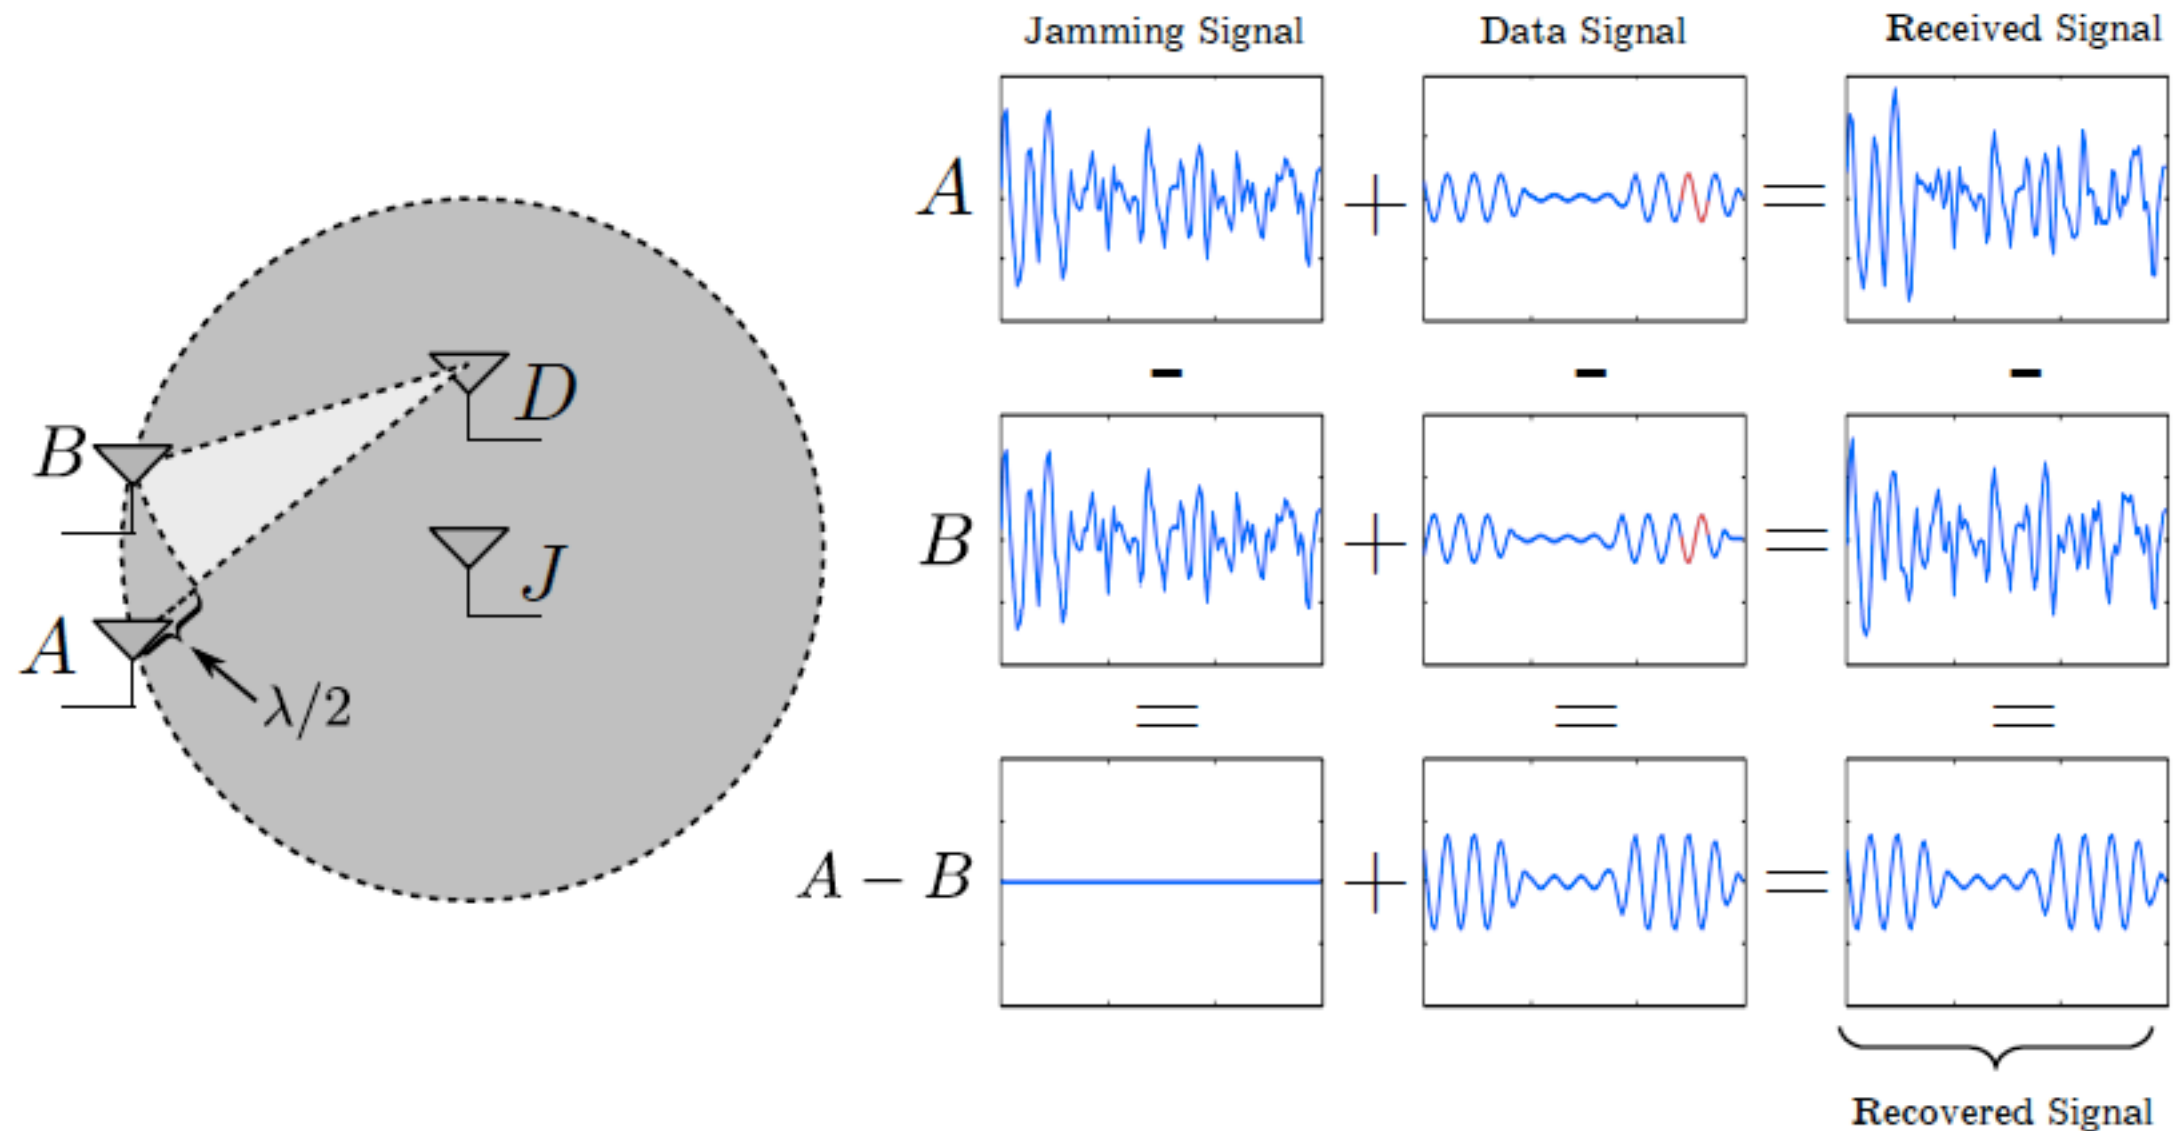 Jamming Signal
Data Signal
Received Signal
A + =
- - -
D
B
B + =
J
A
λ/2
= = =
A − B + =
Recovered Signal